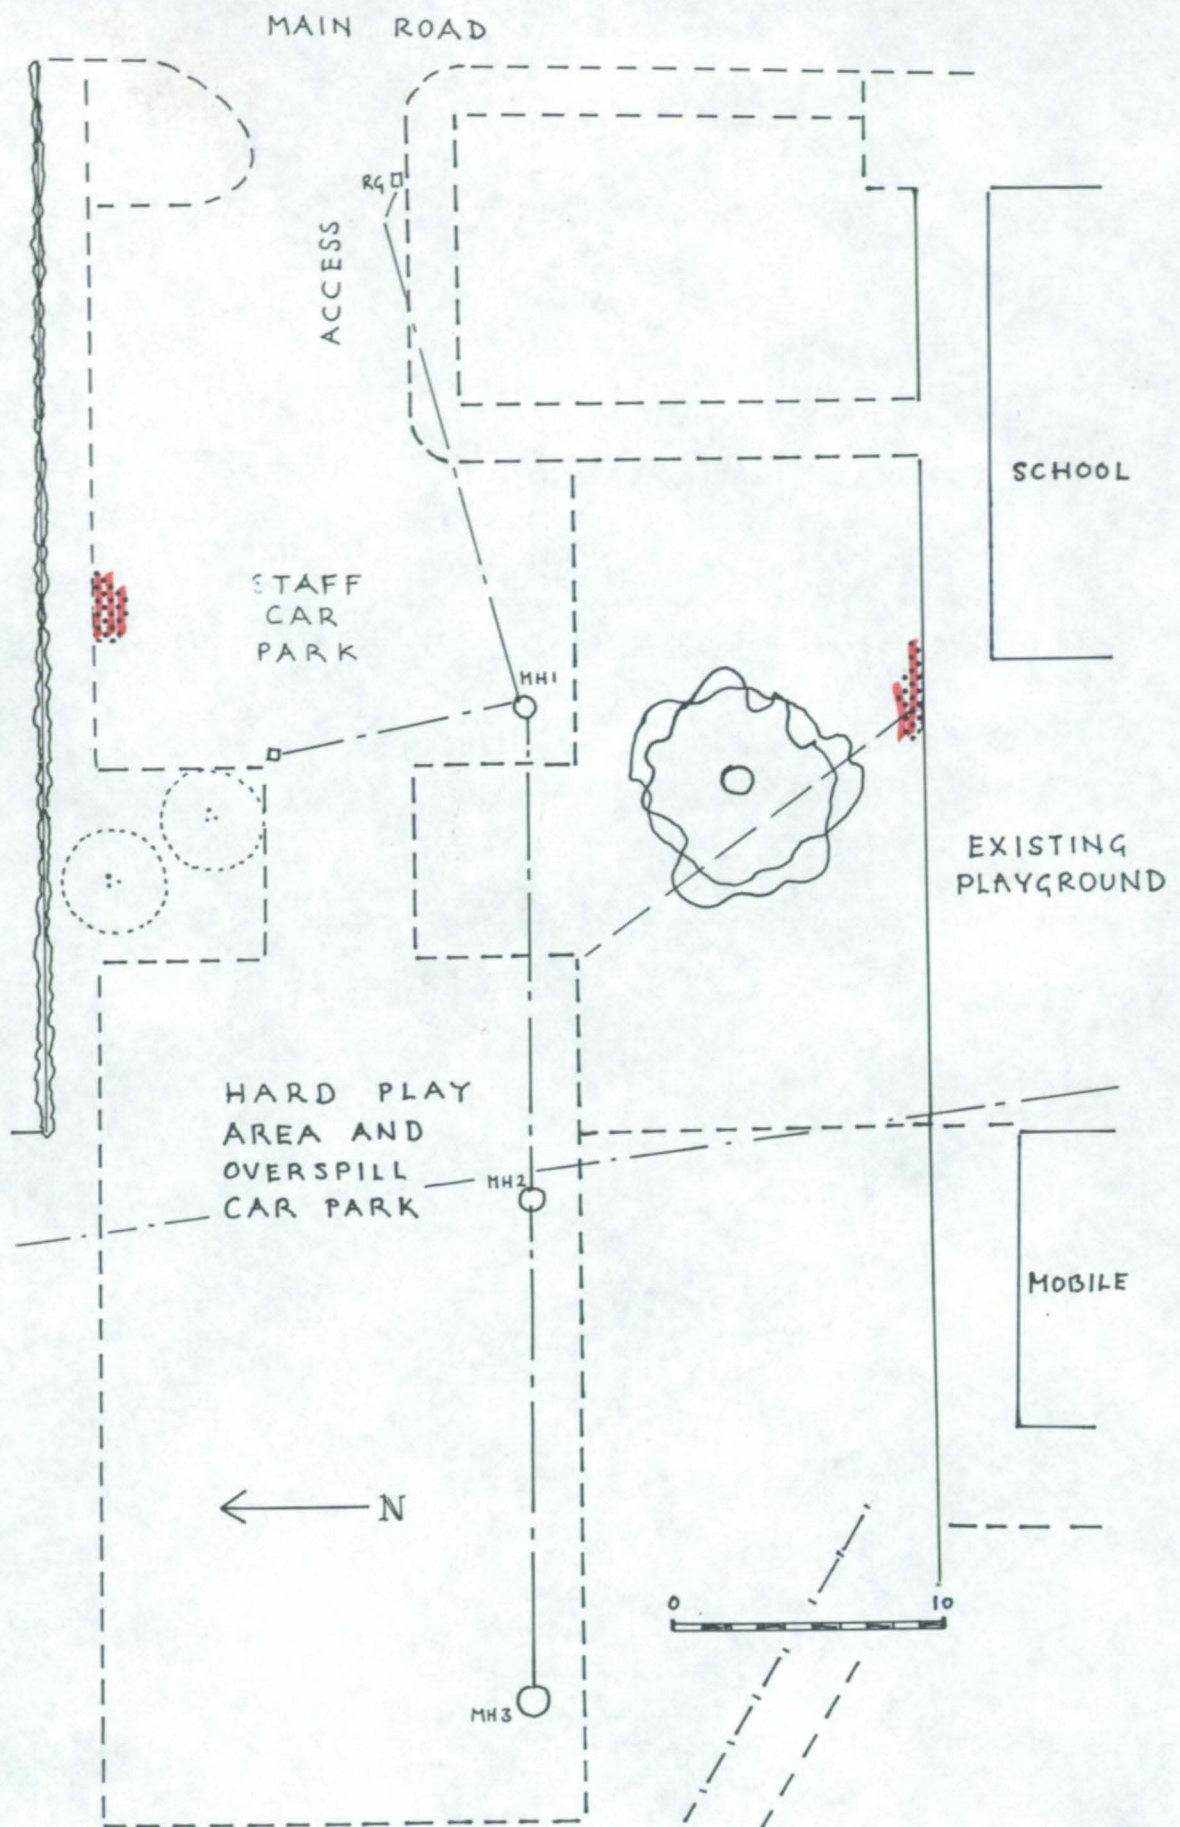 MAIN ROAD
RG
ACCESS
SCHOOL
STAFF
CAR
PARK
MH1
EXISTING
PLAYGROUND
HARD PLAY
AREA AND
OVERSPILL
CAR PARK
MH2
MOBILE
N
0 10
MH3